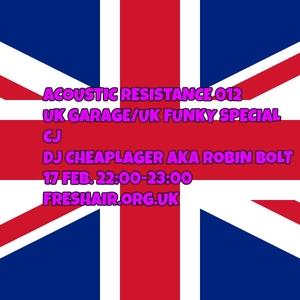 ACOUSTIC RESISTANCE 012
UK GARAGE/UK FUNKY SPECIAL
CJ
DJ CHEAPLAGER AKA ROBIN BOLT
17 FEB. 22:00-23:00
FRESHAIR.ORG.UK